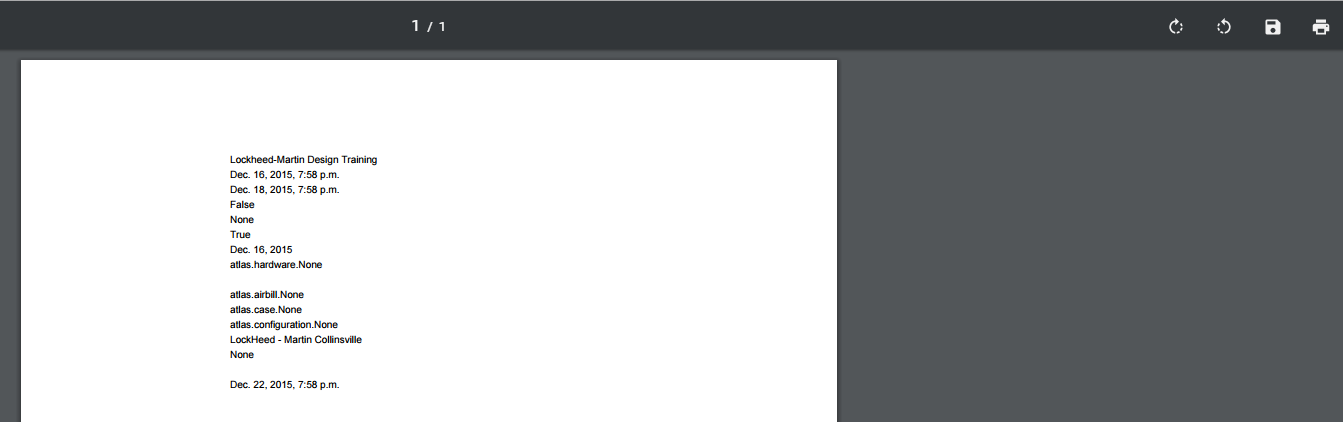 1 / 1
Lockheed-Martin Design Training
Dec. 16, 2015, 7:58 p.m.
Dec. 18, 2015, 7:58 p.m.
False
None
True
Dec. 16, 2015
atlas.hardware.None
atlas.airbill.None
atlas.case.None
atlas.configuration.None
LockHeed - Martin Collinsville
None
Dec. 22, 2015, 7:58 p.m.